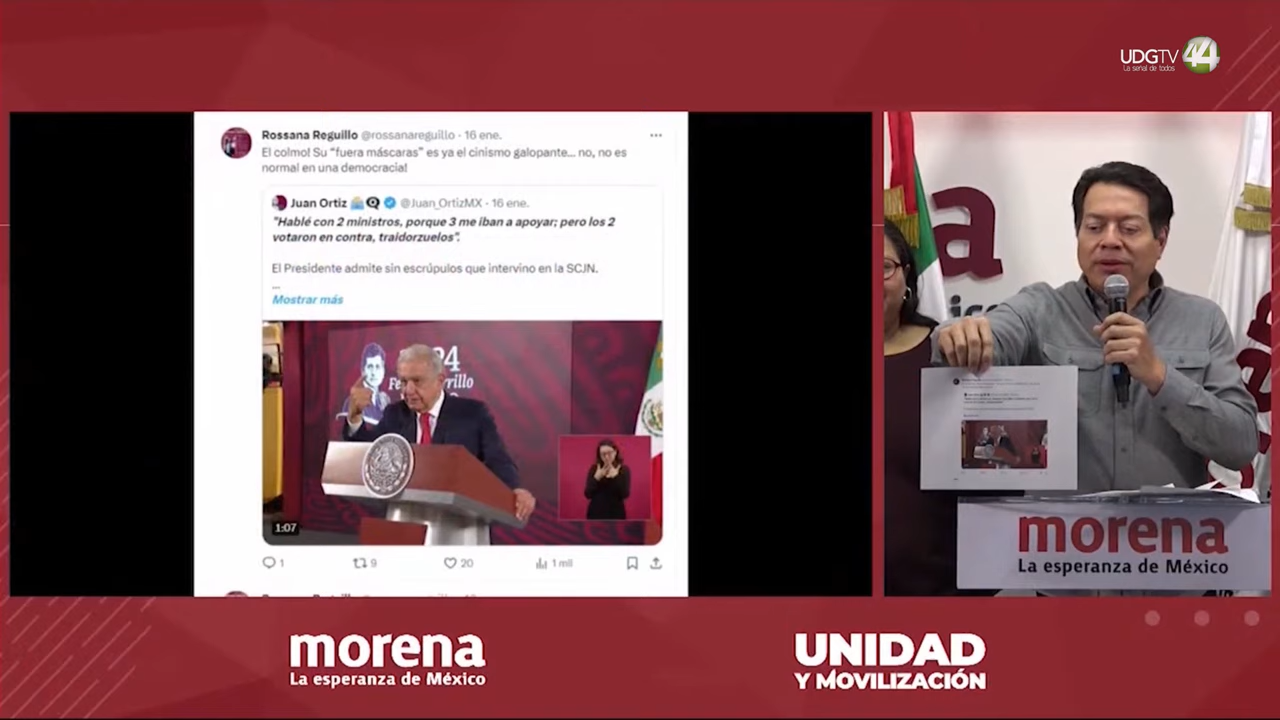 UDGTV 44
La señal de todos
Rossana Reguillo @rossanareguillo · 16 ene.
El colmo! Su “fuera máscaras” es ya el cinismo galopante... no, no es
normal en una democracia!
Juan Ortiz @Juan_OrtizMX · 16 ene.
"Hablé con 2 ministros, porque 3 me iban a apoyar; pero los 2
votaron en contra, traidorzuelos".
El Presidente admite sin escrúpulos que intervino en la SCJN.
...
Mostrar más
1:07
1
9
20
1 mil
morena
La esperanza de México
morena
La esperanza de México
UNIDAD
Y MOVILIZACIÓN